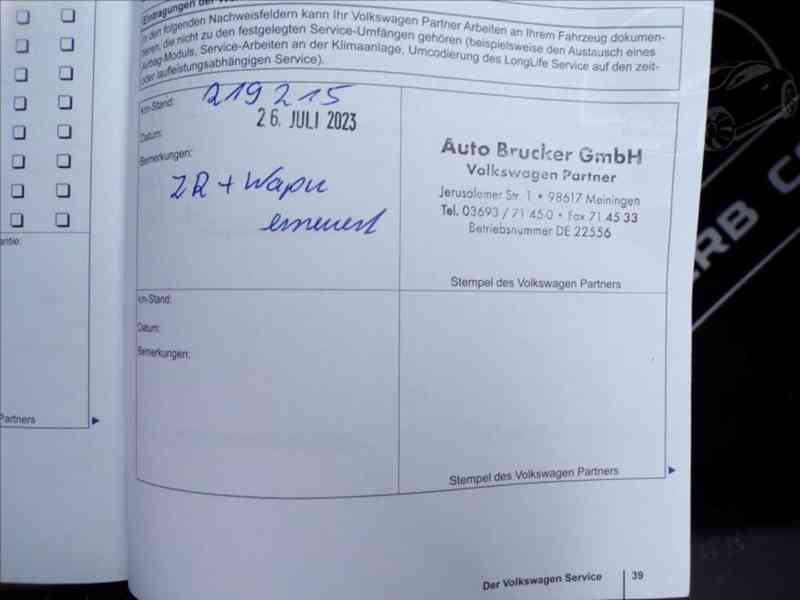 Eintragungen der
In den folgenden Nachweisfeldern kann Ihr Volkswagen Partner Arbeiten an Ihrem Fahrzeug dokumen-
tieren, die nicht zu den festgelegten Service-Umfängen gehören (beispielsweise den Austausch eines
Airbag-Moduls, Service-Arbeiten an der Klimaanlage, Umcodierung des LongLife Service auf den zeit-
oder laufleistungsabhängigen Service).
km-Stand: 219 215
Datum: 26. JULI 2023
Bemerkungen:
ZR + Wapu
erneuert
Auto Brucker GmbH
Volkswagen Partner
Jerusalemer Str. 1 • 98617 Meiningen
Tel. 03693 / 71 45 0 • Fax 71 45 33
Betriebsnummer DE 22556
Stempel des Volkswagen Partners
km-Stand:
Datum:
Bemerkungen:
Stempel des Volkswagen Partners
Partners
Der Volkswagen Service 39